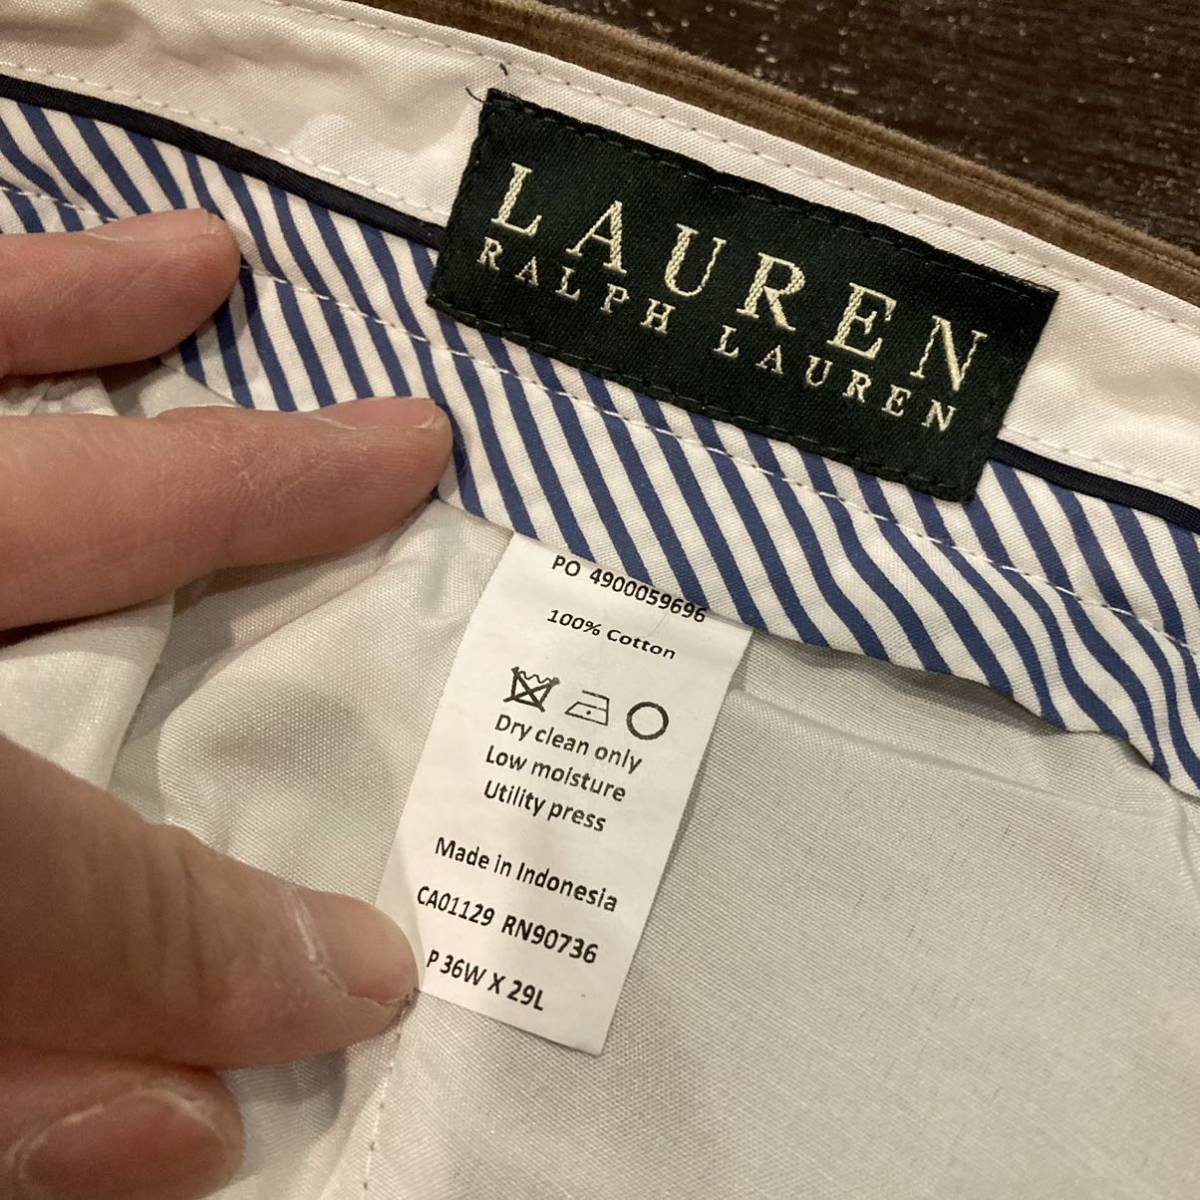 LAUREN
RALPH LAUREN
PO 4900059696
100% Cotton
Dry clean only
Low moisture
Utility press
Made in Indonesia
CA01129 RN90736
P 36W X 29L